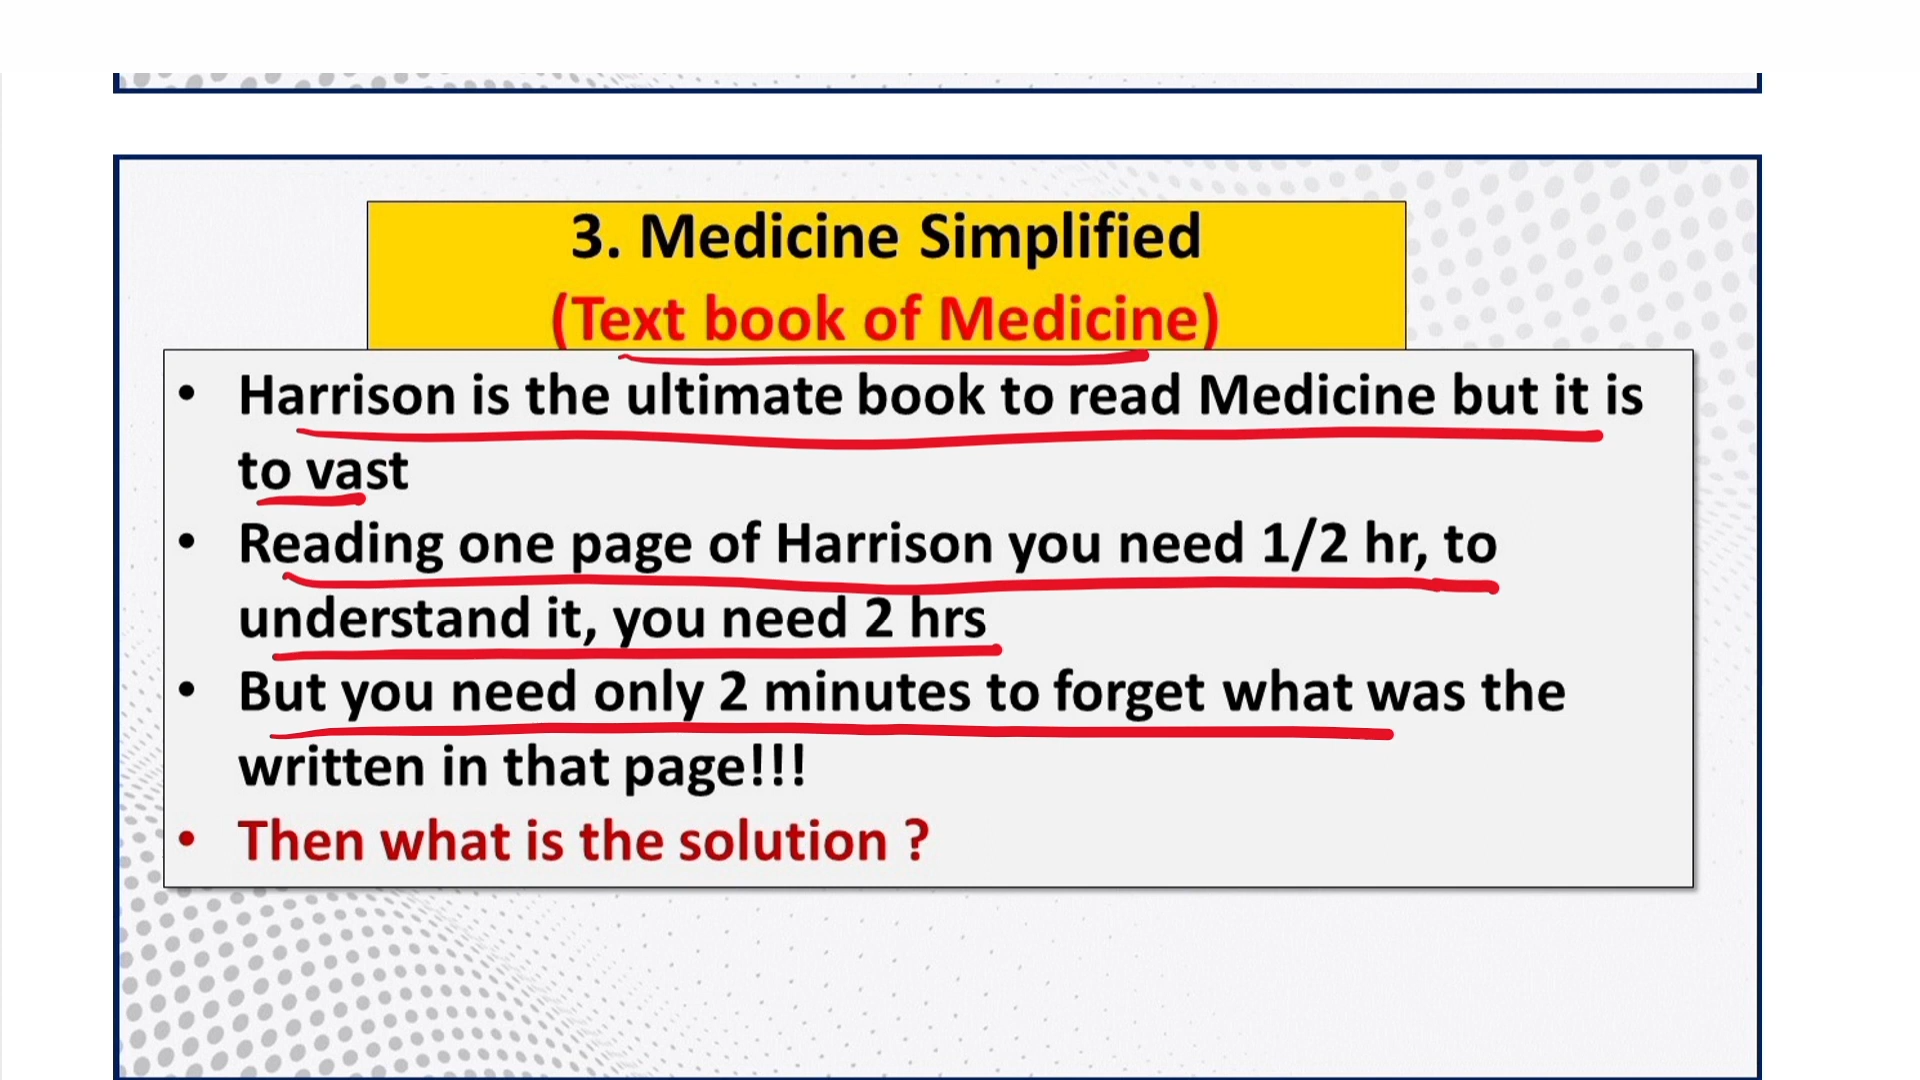 3. Medicine Simplified
(Text book of Medicine)
• Harrison is the ultimate book to read Medicine but it is
to vast
• Reading one page of Harrison you need 1/2 hr, to
understand it, you need 2 hrs
• But you need only 2 minutes to forget what was the
written in that page!!!
• Then what is the solution ?